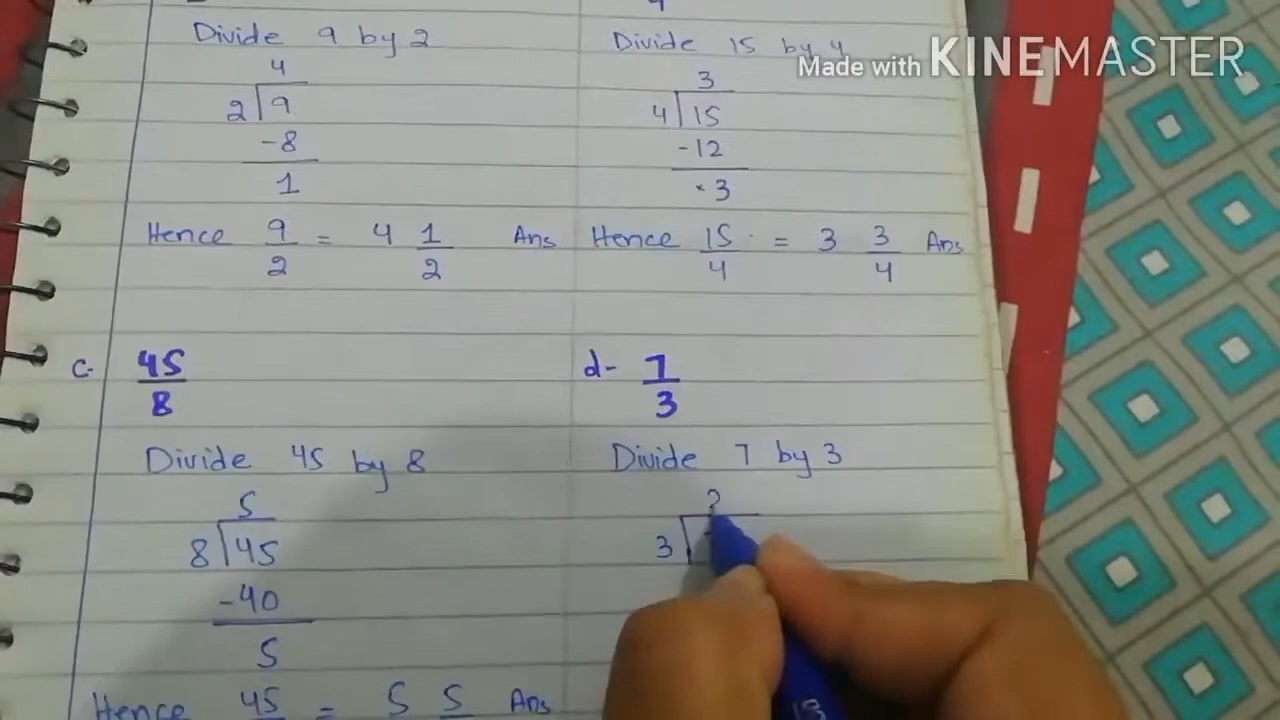 Divide 9 by 2
4
2 9
-8
1
Hence 9/2 = 4 1/2 Ans
Divide 15 by 4
Made with KINEMASTER
3
4 15
-12
× 3
Hence 15/4 = 3 3/4 Ans
c- 45/8
Divide 45 by 8
5
8 45
-40
5
Hence 45 = 5 5 Ans
d- 7/3
Divide 7 by 3
2
3